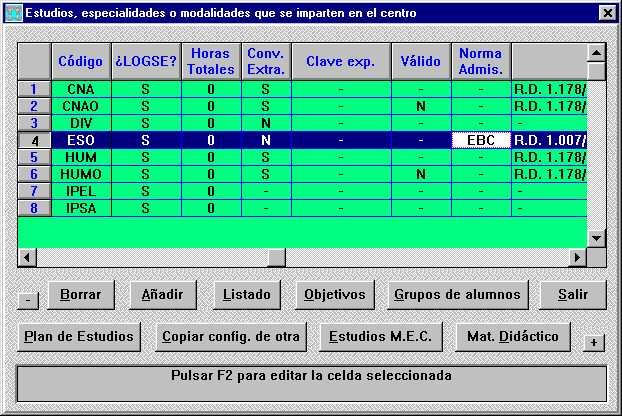 Estudios, especialidades o modalidades que se imparten en el centro
Código ¿LOGSE? Horas Totales Conv. Extra. Clave exp. Válido Norma Admis.
1 CNA S 0 S - - - R.D. 1.178/
2 CNAO S 0 S - N - R.D. 1.178/
3 DIV S 0 N - - - -
4 ESO S 0 N - - EBC R.D. 1.007/
5 HUM S 0 S - - - R.D. 1.178/
6 HUMO S 0 S - N - R.D. 1.178/
7 IPEL S 0 - - - - -
8 IPSA S 0 - - - - -
- Borrar Añadir Listado Objetivos Grupos de alumnos Salir
Plan de Estudios Copiar config. de otra Estudios M.E.C. Mat. Didáctico +
Pulsar F2 para editar la celda seleccionada